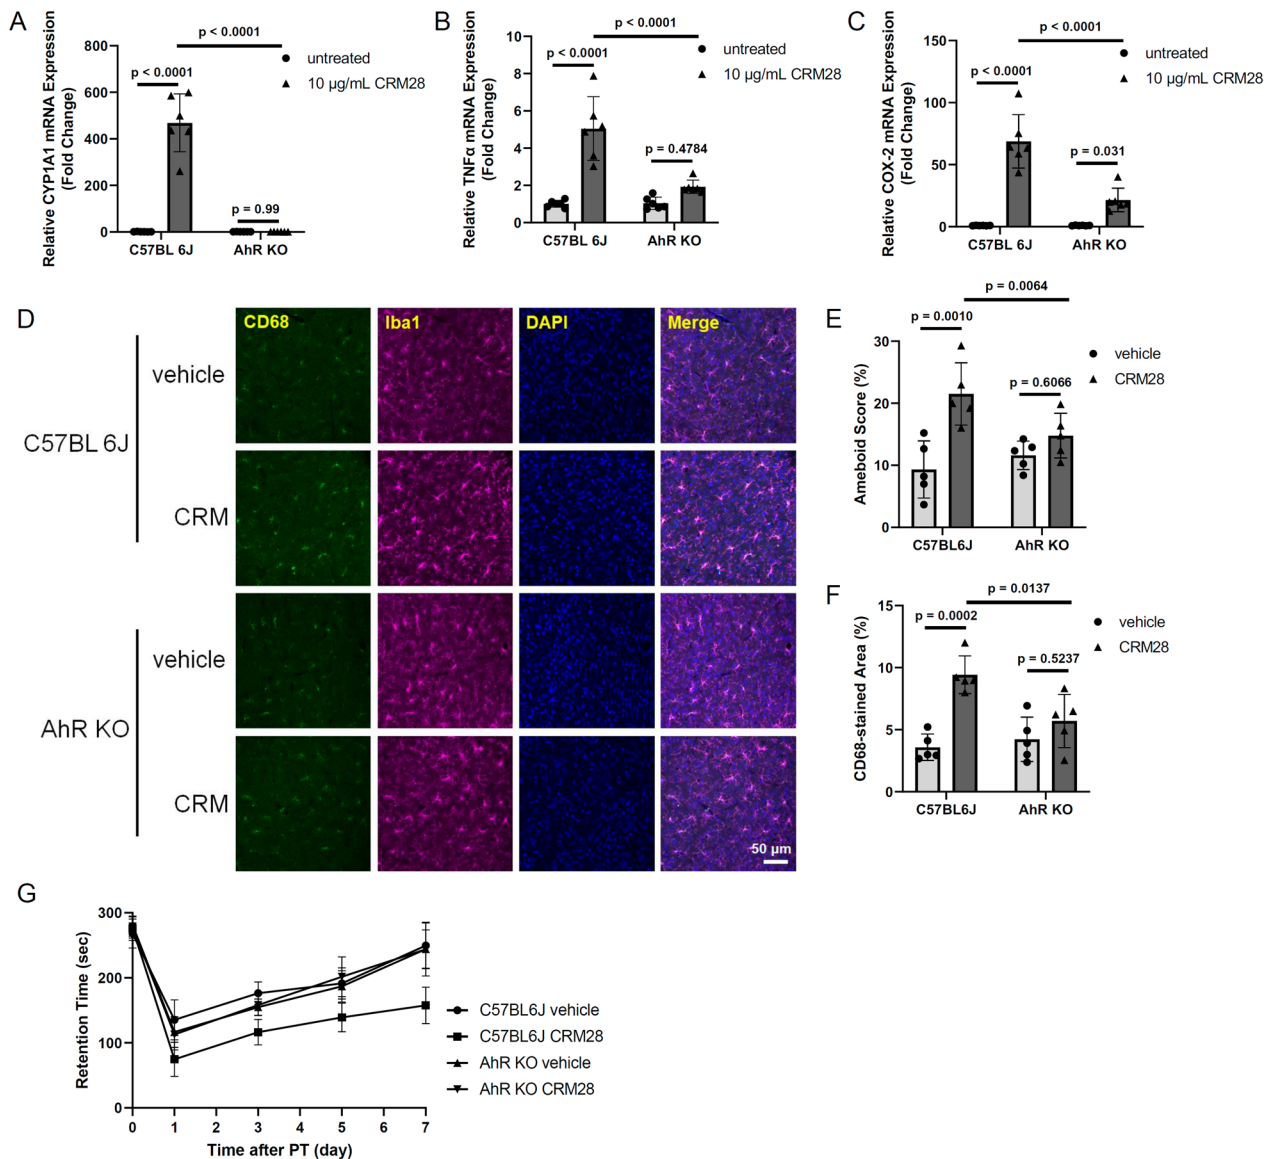 A
Relative CYP1A1 mRNA Expression
(Fold Change)
800
600
400
200
0
p < 0.0001
p < 0.0001
p = 0.99
C57BL 6J
AhR KO
untreated
10 µg/mL CRM28
B
Relative TNFα mRNA Expression
(Fold Change)
10
8
6
4
2
0
p < 0.0001
p < 0.0001
p = 0.4784
C57BL 6J
AhR KO
untreated
10 µg/mL CRM28
C
Relative COX-2 mRNA Expression
(Fold Change)
150
100
50
0
p < 0.0001
p < 0.0001
p = 0.031
C57BL 6J
AhR KO
untreated
10 µg/mL CRM28
D
CD68
Iba1
DAPI
Merge
C57BL 6J
vehicle
CRM
AhR KO
vehicle
CRM
50 µm
E
Ameboid Score (%)
30
20
10
0
p = 0.0064
p = 0.0010
p = 0.6066
C57BL6J
AhR KO
vehicle
CRM28
F
CD68-stained Area (%)
15
10
5
0
p = 0.0137
p = 0.0002
p = 0.5237
C57BL6J
AhR KO
vehicle
CRM28
G
Retention Time (sec)
300
200
100
0
0 1 2 3 4 5 6 7
Time after PT (day)
C57BL6J vehicle
C57BL6J CRM28
AhR KO vehicle
AhR KO CRM28